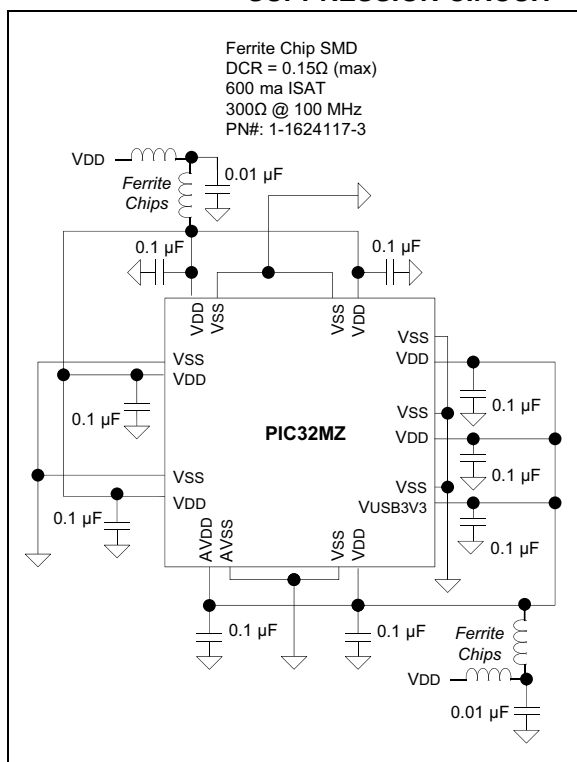 Ferrite Chip SMD
DCR = 0.15Ω (max)
600 ma ISAT
300Ω @ 100 MHz
PN#: 1-1624117-3
VDD
0.01 µF
Ferrite
Chips
0.1 µF
0.1 µF
VDD
VSS
VSS
VDD
VSS
VDD
VSS
VDD
0.1 µF
0.1 µF
PIC32MZ
VSS
VDD
0.1 µF
VSS
VDD
0.1 µF
VSS
VUSB3V3
0.1 µF
AVDD
AVSS
VSS
VDD
0.1 µF
0.1 µF
Ferrite
Chips
VDD
0.01 µF